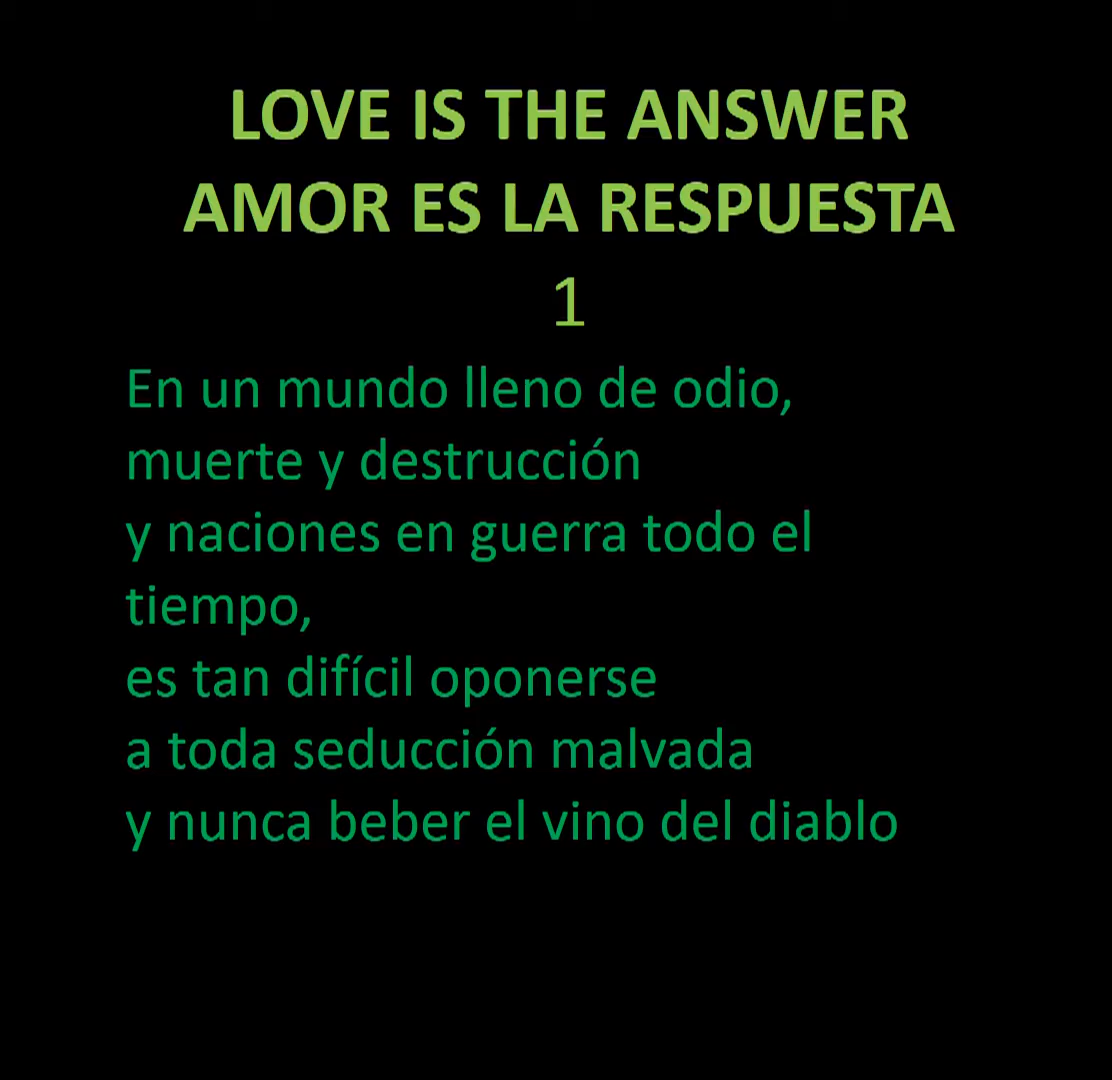 LOVE IS THE ANSWER
AMOR ES LA RESPUESTA
1
En un mundo lleno de odio,
muerte y destrucción
y naciones en guerra todo el
tiempo,
es tan difícil oponerse
a toda seducción malvada
y nunca beber el vino del diablo